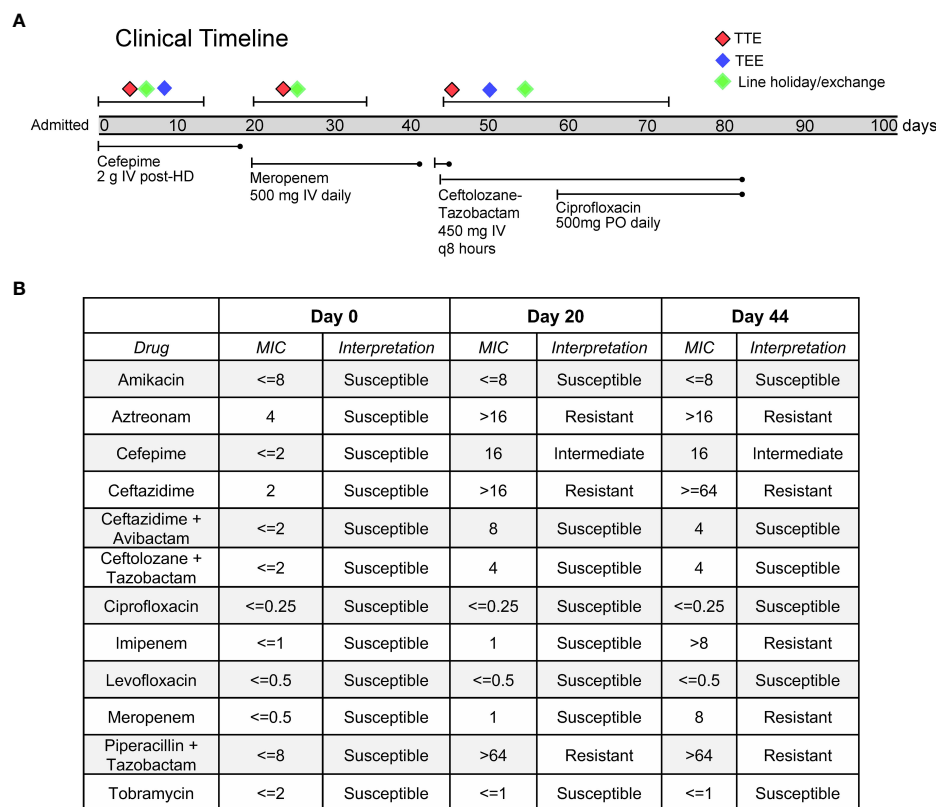 A
Clinical Timeline
TTE
TEE
Line holiday/exchange
Admitted 0 10 20 30 40 50 60 70 80 90 100 days
Cefepime
2 g IV post-HD
Meropenem
500 mg IV daily
Ceftolozane-
Tazobactam
450 mg IV
q8 hours
Ciprofloxacin
500mg PO daily
B
Day 0 Day 20 Day 44
Drug MIC Interpretation MIC Interpretation MIC Interpretation
Amikacin <=8 Susceptible <=8 Susceptible <=8 Susceptible
Aztreonam 4 Susceptible >16 Resistant >16 Resistant
Cefepime <=2 Susceptible 16 Intermediate 16 Intermediate
Ceftazidime 2 Susceptible >16 Resistant >=64 Resistant
Ceftazidime +
Avibactam <=2 Susceptible 8 Susceptible 4 Susceptible
Ceftolozane +
Tazobactam <=2 Susceptible 4 Susceptible 4 Susceptible
Ciprofloxacin <=0.25 Susceptible <=0.25 Susceptible <=0.25 Susceptible
Imipenem <=1 Susceptible 1 Susceptible >8 Resistant
Levofloxacin <=0.5 Susceptible <=0.5 Susceptible <=0.5 Susceptible
Meropenem <=0.5 Susceptible 1 Susceptible 8 Resistant
Piperacillin +
Tazobactam <=8 Susceptible >64 Resistant >64 Resistant
Tobramycin <=2 Susceptible <=1 Susceptible <=1 Susceptible